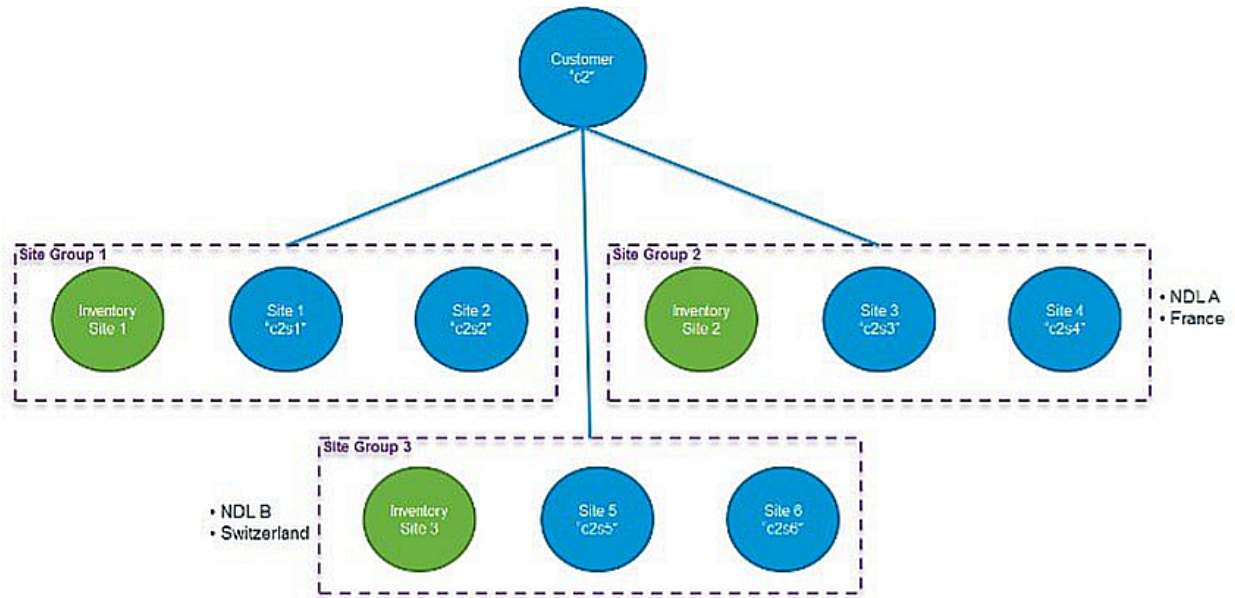 Customer
"c2"
Site Group 1
Inventory
Site 1
Site 1
"c2s1"
Site 2
"c2s2"
Site Group 2
Inventory
Site 2
Site 3
"c2s3"
Site 4
"c2s4"
• NDL A
• France
Site Group 3
• NDL B
• Switzerland
Inventory
Site 3
Site 5
"c2s5"
Site 6
"c2s6"